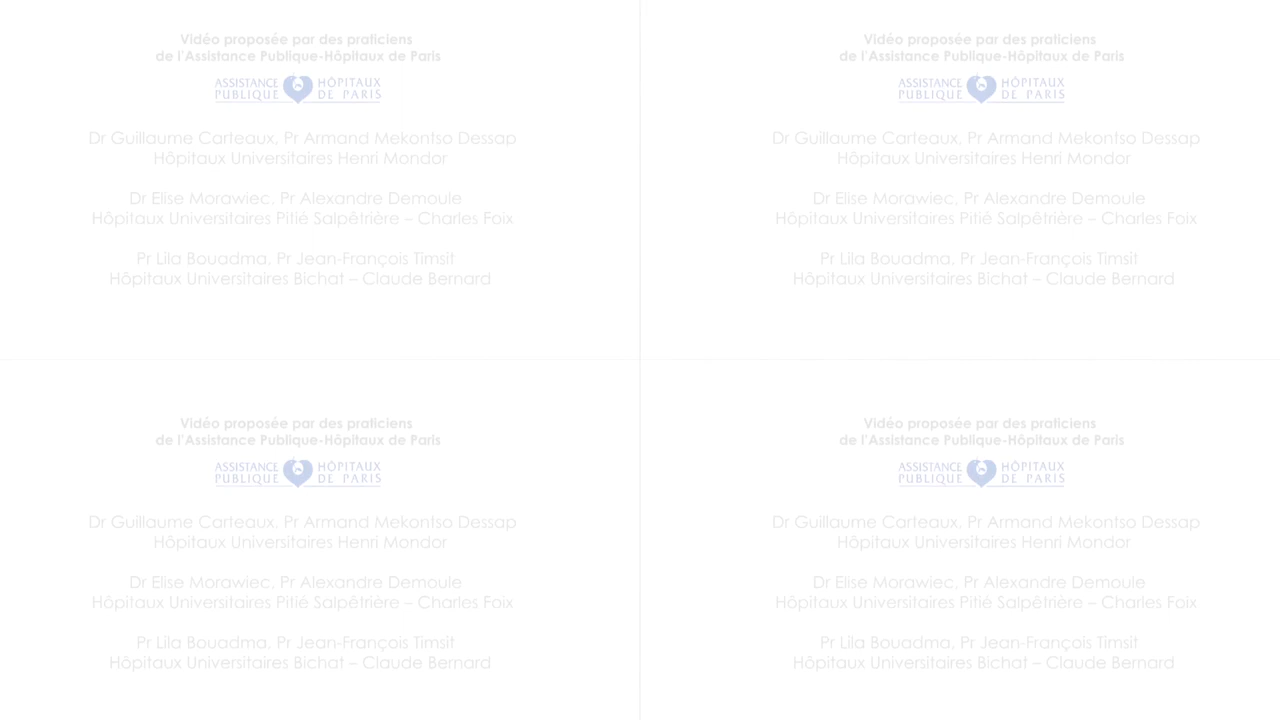 Vidéo proposée par des praticiens
de l'Assistance Publique-Hôpitaux de Paris
ASSISTANCE HÔPITAUX
PUBLIQUE DE PARIS
Dr Guillaume Carteaux, Pr Armand Mekontso Dessap
Hôpitaux Universitaires Henri Mondor
Dr Elise Morawiec, Pr Alexandre Demoule
Hôpitaux Universitaires Pitié Salpêtrière – Charles Foix
Pr Lila Bouadma, Pr Jean-François Timsit
Hôpitaux Universitaires Bichat – Claude Bernard
Vidéo proposée par des praticiens
de l'Assistance Publique-Hôpitaux de Paris
ASSISTANCE HÔPITAUX
PUBLIQUE DE PARIS
Dr Guillaume Carteaux, Pr Armand Mekontso Dessap
Hôpitaux Universitaires Henri Mondor
Dr Elise Morawiec, Pr Alexandre Demoule
Hôpitaux Universitaires Pitié Salpêtrière – Charles Foix
Pr Lila Bouadma, Pr Jean-François Timsit
Hôpitaux Universitaires Bichat – Claude Bernard
Vidéo proposée par des praticiens
de l'Assistance Publique-Hôpitaux de Paris
ASSISTANCE HÔPITAUX
PUBLIQUE DE PARIS
Dr Guillaume Carteaux, Pr Armand Mekontso Dessap
Hôpitaux Universitaires Henri Mondor
Dr Elise Morawiec, Pr Alexandre Demoule
Hôpitaux Universitaires Pitié Salpêtrière – Charles Foix
Pr Lila Bouadma, Pr Jean-François Timsit
Hôpitaux Universitaires Bichat – Claude Bernard
Vidéo proposée par des praticiens
de l'Assistance Publique-Hôpitaux de Paris
ASSISTANCE HÔPITAUX
PUBLIQUE DE PARIS
Dr Guillaume Carteaux, Pr Armand Mekontso Dessap
Hôpitaux Universitaires Henri Mondor
Dr Elise Morawiec, Pr Alexandre Demoule
Hôpitaux Universitaires Pitié Salpêtrière – Charles Foix
Pr Lila Bouadma, Pr Jean-François Timsit
Hôpitaux Universitaires Bichat – Claude Bernard